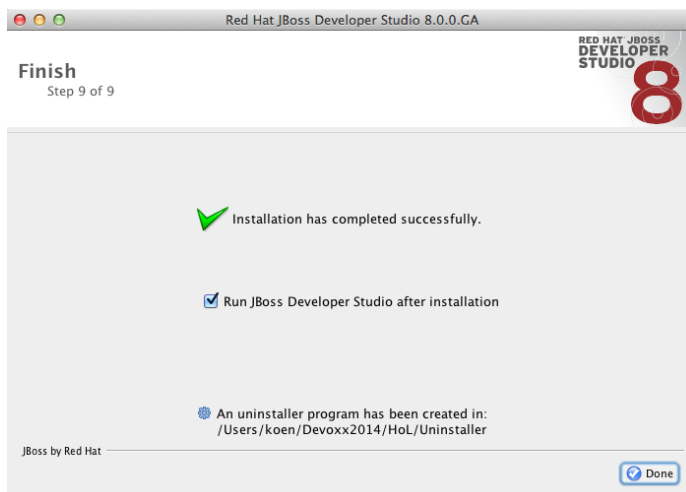 Red Hat JBoss Developer Studio 8.0.0.GA
RED HAT® JBOSS
DEVELOPER
STUDIO
8
Finish
Step 9 of 9
Installation has completed successfully.
Run JBoss Developer Studio after installation
An uninstaller program has been created in:
/Users/koen/Devoxx2014/HoL/Uninstaller
JBoss by Red Hat
Done